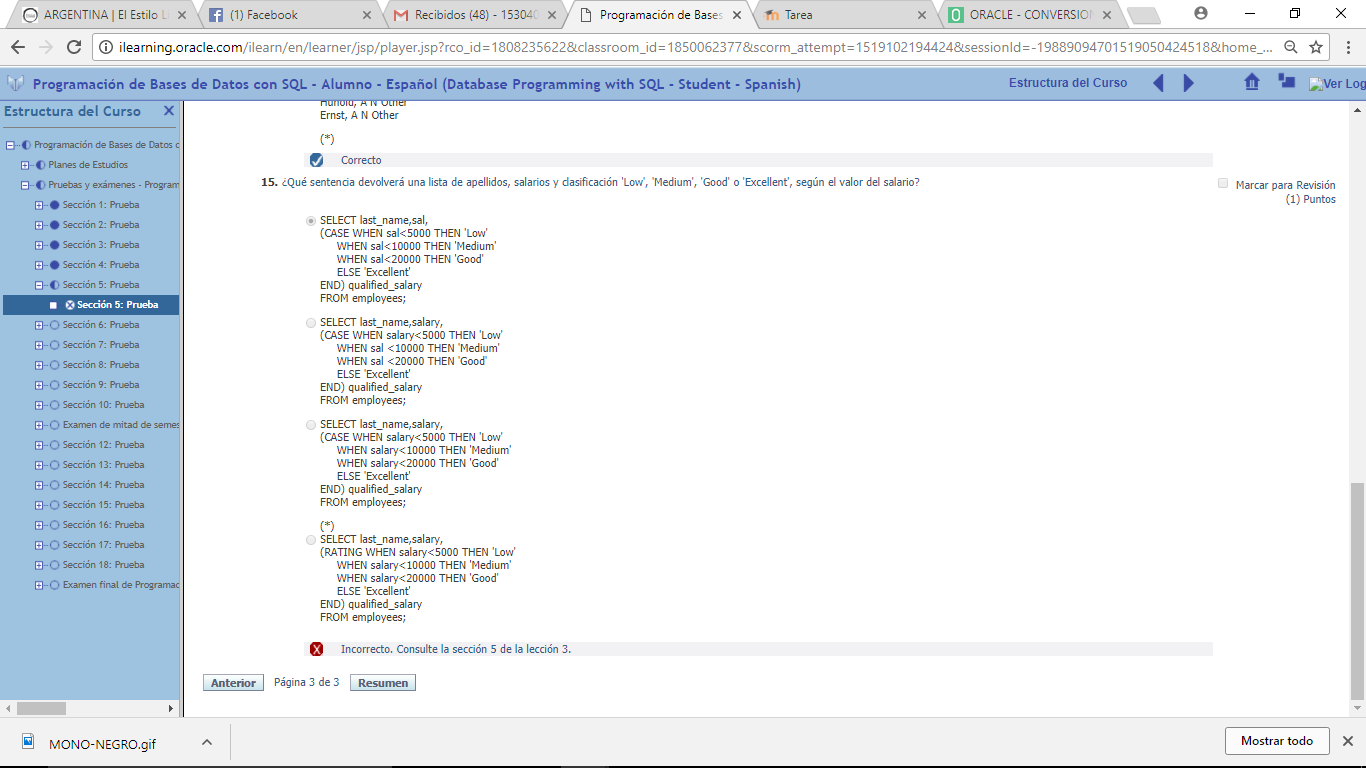 ARGENTINA | El Estilo L
(1) Facebook
Recibidos (48) - 15304
Programación de Bases
Tarea
ORACLE - CONVERSION
ilearning.oracle.com/ilearn/en/learner/jsp/player.jsp?rco_id=1808235622&classroom_id=1850062377&scorm_attempt=1519102194424&sessionId=-1988909470151905042451​8&home_...
Programación de Bases de Datos con SQL - Alumno - Español (Database Programming with SQL - Student - Spanish)
Estructura del Curso
Ver Log
Estructura del Curso
Programación de Bases de Datos c
Planes de Estudios
Pruebas y exámenes - Program
Sección 1: Prueba
Sección 2: Prueba
Sección 3: Prueba
Sección 4: Prueba
Sección 5: Prueba
Sección 5: Prueba
Sección 6: Prueba
Sección 7: Prueba
Sección 8: Prueba
Sección 9: Prueba
Sección 10: Prueba
Examen de mitad de semes
Sección 12: Prueba
Sección 13: Prueba
Sección 14: Prueba
Sección 15: Prueba
Sección 16: Prueba
Sección 17: Prueba
Sección 18: Prueba
Examen final de Programac
Hunold, A N Other
Ernst, A N Other
(*)
Correcto
15. ¿Qué sentencia devolverá una lista de apellidos, salarios y clasificación 'Low', 'Medium', 'Good' o 'Excellent', según el valor del salario?
Marcar para Revisión
(1) Puntos
SELECT last_name,sal,
(CASE WHEN sal<5000 THEN 'Low'
WHEN sal<10000 THEN 'Medium'
WHEN sal<20000 THEN 'Good'
ELSE 'Excellent'
END) qualified_salary
FROM employees;
SELECT last_name,salary,
(CASE WHEN salary<5000 THEN 'Low'
WHEN sal <10000 THEN 'Medium'
WHEN sal <20000 THEN 'Good'
ELSE 'Excellent'
END) qualified_salary
FROM employees;
SELECT last_name,salary,
(CASE WHEN salary<5000 THEN 'Low'
WHEN salary<10000 THEN 'Medium'
WHEN salary<20000 THEN 'Good'
ELSE 'Excellent'
END) qualified_salary
FROM employees;
(*)
SELECT last_name,salary,
(RATING WHEN salary<5000 THEN 'Low'
WHEN salary<10000 THEN 'Medium'
WHEN salary<20000 THEN 'Good'
ELSE 'Excellent'
END) qualified_salary
FROM employees;
X Incorrecto. Consulte la sección 5 de la lección 3.
Anterior Página 3 de 3 Resumen
MONO-NEGRO.gif
Mostrar todo